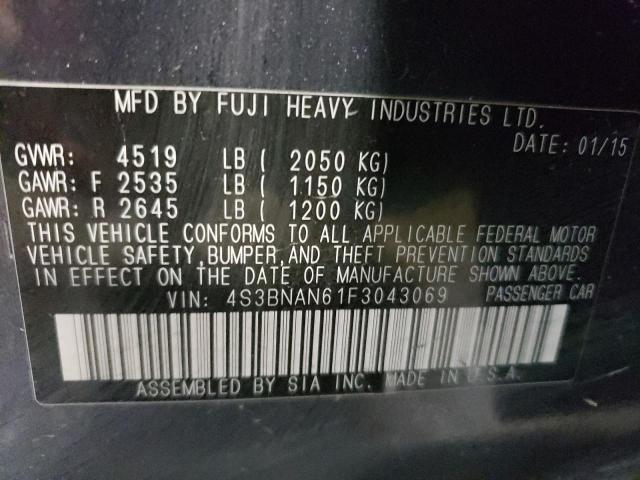 MFD BY FUJI HEAVY INDUSTRIES LTD.
DATE: 01/15
GVWR: 4519 LB ( 2050 KG)
GAWR: F 2535 LB ( 1150 KG)
GAWR: R 2645 LB ( 1200 KG)
THIS VEHICLE CONFORMS TO ALL APPLICABLE FEDERAL MOTOR
VEHICLE SAFETY, BUMPER, AND THEFT PREVENTION STANDARDS
IN EFFECT ON THE DATE OF MANUFACTURE SHOWN ABOVE.
VIN: 4S3BNAN61F3043069 PASSENGER CAR
ASSEMBLED BY SIA INC. MADE IN U.S.A.